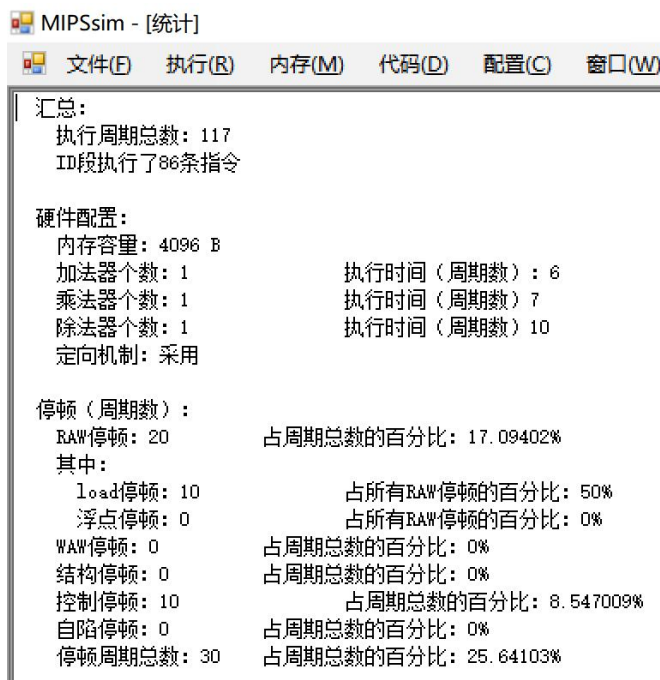 MIPSsim - [统计]
文件(F) 执行(R) 内存(M) 代码(D) 配置(C) 窗口(W)
汇总：
执行周期总数：117
ID段执行了86条指令
硬件配置：
内存容量：4096 B
加法器个数：1 执行时间（周期数）：6
乘法器个数：1 执行时间（周期数）7
除法器个数：1 执行时间（周期数）10
定向机制：采用
停顿（周期数）：
RAW停顿：20 占周期总数的百分比：17.09402%
其中：
load停顿：10 占所有RAW停顿的百分比：50%
浮点停顿：0 占所有RAW停顿的百分比：0%
WAW停顿：0 占周期总数的百分比：0%
结构停顿：0 占周期总数的百分比：0%
控制停顿：10 占周期总数的百分比：8.547009%
自陷停顿：0 占周期总数的百分比：0%
停顿周期总数：30 占周期总数的百分比：25.64103%